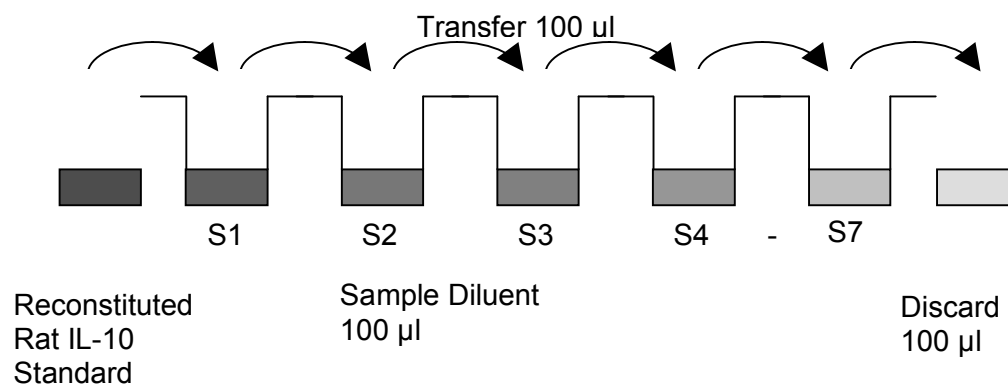 Transfer 100 µl
S1 S2 S3 S4 - S7
Reconstituted
Rat IL-10
Standard
Sample Diluent
100 µl
Discard
100 µl